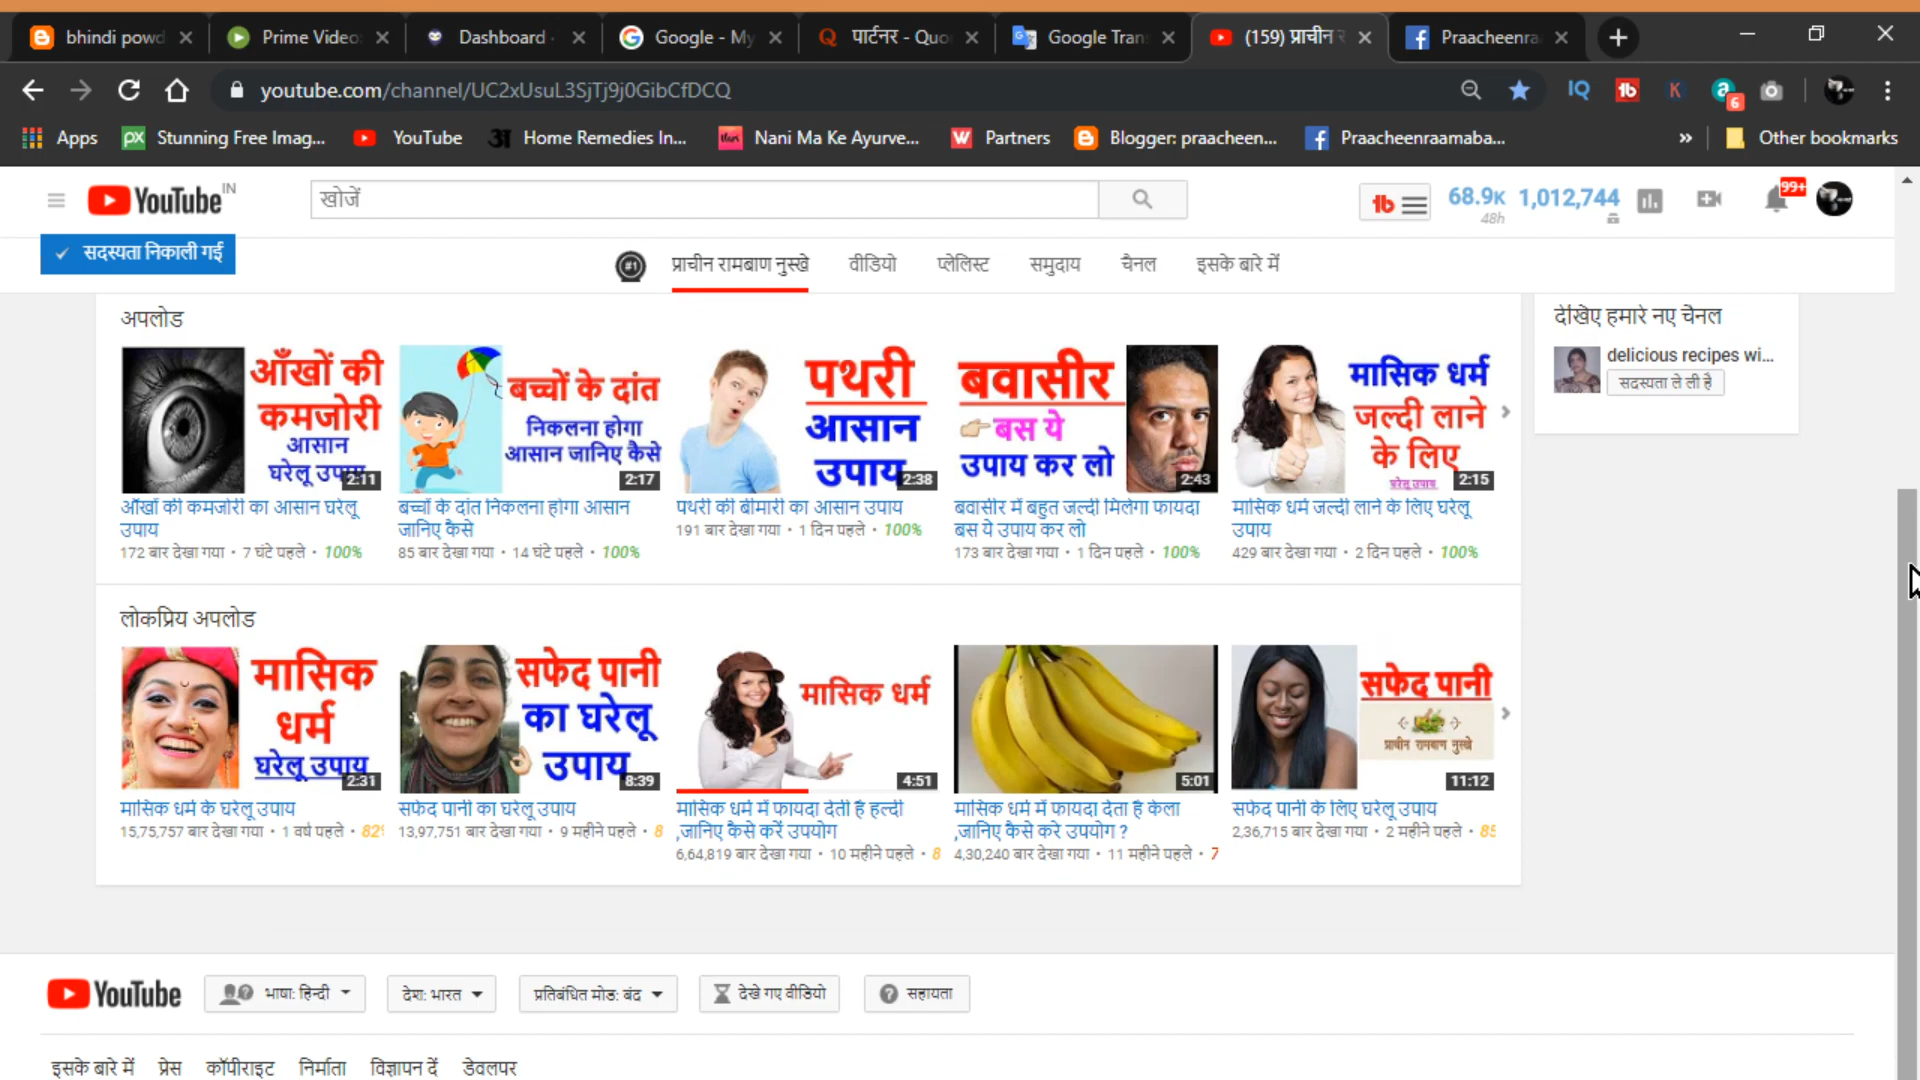 bhindi powd
Prime Video
Dashboard -
Google - My
पार्टनर - Quo
Google Tran
(159) प्राचीन र
Praacheenra
youtube.com/channel/UC2xUsuL3SjTj9j0GibCfDCQ
Apps
Stunning Free Imag...
YouTube
Home Remedies In...
Nani Ma Ke Ayurve...
Partners
Blogger: praacheen...
Praacheenraamaba...
»
Other bookmarks
YouTube IN
खोजें
68.9K
48h
1,012,744
99+
सदस्यता निकाली गई
#1
प्राचीन रामबाण नुस्खे
वीडियो
प्लेलिस्ट
समुदाय
चैनल
इसके बारे में
अपलोड
देखिए हमारे नए चैनल
delicious recipes wi...
सदस्यता ले ली है
आँखों की
कमजोरी
आसान
घरेलू उपाय
2:11
बच्चों के दांत
निकलना होगा
आसान जानिए कैसे
2:17
पथरी
आसान
उपाय
2:38
बवासीर
बस ये
उपाय कर लो
2:43
मासिक धर्म
जल्दी लाने
के लिए
घरेलू उपाय
2:15
आँखों की कमजोरी का आसान घरेलू
उपाय
172 बार देखा गया • 7 घंटे पहले • 100%
बच्चों के दांत निकलना होगा आसान
जानिए कैसे
85 बार देखा गया • 14 घंटे पहले • 100%
पथरी की बीमारी का आसान उपाय
191 बार देखा गया • 1 दिन पहले • 100%
बवासीर में बहुत जल्दी मिलेगा फायदा
बस ये उपाय कर लो
173 बार देखा गया • 1 दिन पहले • 100%
मासिक धर्म जल्दी लाने के लिए घरेलू
उपाय
429 बार देखा गया • 2 दिन पहले • 100%
लोकप्रिय अपलोड
मासिक
धर्म
घरेलू उपाय
2:31
सफेद पानी
का घरेलू
उपाय
8:39
मासिक धर्म
4:51
5:01
सफेद पानी
प्राचीन रामबाण नुस्खे
11:12
मासिक धर्म के घरेलू उपाय
15,75,757 बार देखा गया • 1 वर्ष पहले • 82%
सफेद पानी का घरेलू उपाय
13,97,751 बार देखा गया • 9 महीने पहले • 8
मासिक धर्म में फायदा देती है हल्दी
,जानिए कैसे करें उपयोग
6,64,819 बार देखा गया • 10 महीने पहले • 8
मासिक धर्म में फायदा देता है केला
,जानिए कैसे करे उपयोग ?
4,30,240 बार देखा गया • 11 महीने पहले • 7
सफेद पानी के लिए घरेलू उपाय
2,36,715 बार देखा गया • 2 महीने पहले • 85
YouTube
भाषा: हिन्दी
देश: भारत
प्रतिबंधित मोड: बंद
देखे गए वीडियो
सहायता
इसके बारे में प्रेस कॉपीराइट निर्माता विज्ञापन दें डेवलपर